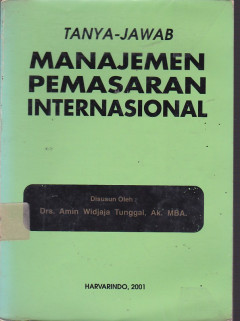 TANYA-JAWAB
MANAJEMEN
PEMASARAN
INTERNASIONAL
Disusun Oleh :
Drs. Amin Widjaja Tunggal, Ak. MBA.
HARVARINDO, 2001